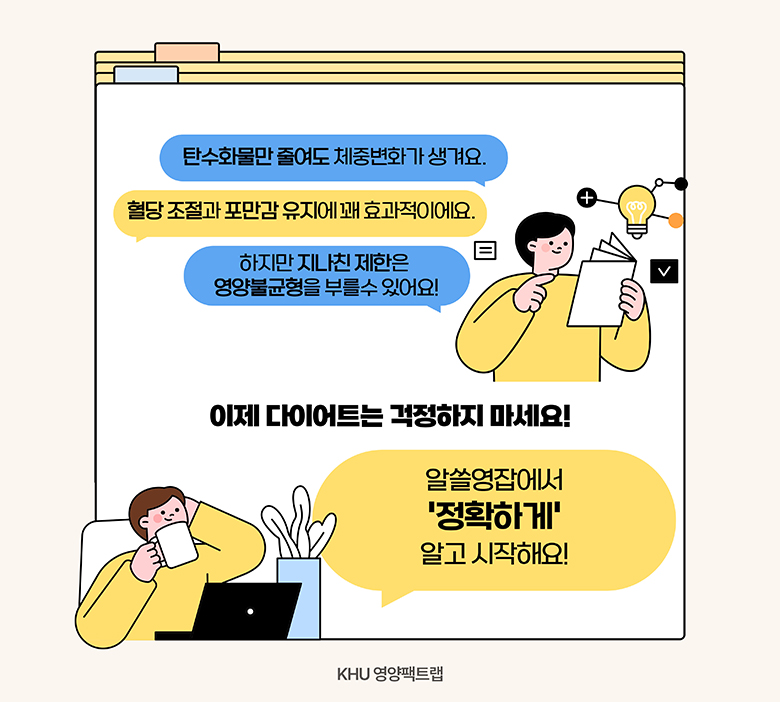 탄수화물만 줄여도 체중변화가 생겨요.
혈당 조절과 포만감 유지에 꽤 효과적이에요.
하지만 지나친 제한은
영양불균형을 부를수 있어요!
이제 다이어트는 걱정하지 마세요!
알쓸영잡에서
'정확하게'
알고 시작해요!
KHU 영양팩트랩